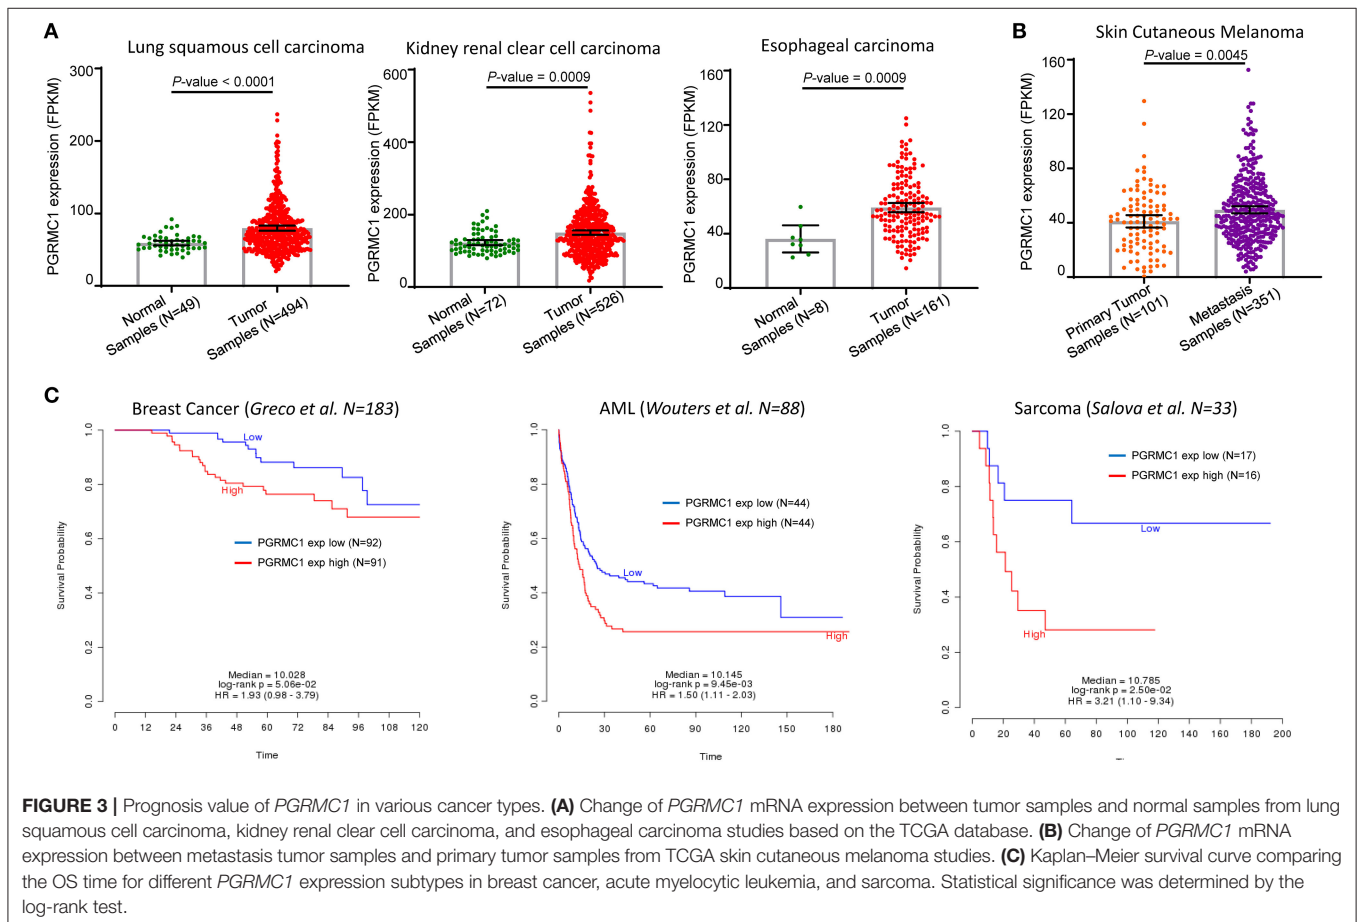 A
Lung squamous cell carcinoma
P-value < 0.0001
PGRMC1 expression (FPKM)
300
200
100
0
Normal
Samples (N=49)
Tumor
Samples (N=494)
Kidney renal clear cell carcinoma
P-value = 0.0009
PGRMC1 expression (FPKM)
600
400
200
0
Normal
Samples (N=72)
Tumor
Samples (N=526)
Esophageal carcinoma
P-value = 0.0009
PGRMC1 expression (FPKM)
160
120
80
40
0
Normal
Samples (N=8)
Tumor
Samples (N=161)
B
Skin Cutaneous Melanoma
P-value = 0.0045
PGRMC1 expression (FPKM)
160
120
80
40
0
Primary Tumor
Samples (N=101)
Metastasis
Samples (N=351)
C
Breast Cancer (Greco et al. N=183)
Survival Probability
1.0
0.8
0.6
0.4
0.2
0.0
Low
High
PGRMC1 exp low (N=92)
PGRMC1 exp high (N=91)
Median = 10.028
log-rank p = 5.06e-02
HR = 1.93 (0.98 - 3.79)
0 12 24 36 48 60 72 84 96 108 120
Time
AML (Wouters et al. N=88)
Survival Probability
1.0
0.8
0.6
0.4
0.2
0.0
PGRMC1 exp low (N=44)
PGRMC1 exp high (N=44)
Low
High
Median = 10.145
log-rank p = 9.45e-03
HR = 1.50 (1.11 - 2.03)
0 30 60 90 120 150 180
Time
Sarcoma (Salova et al. N=33)
Survival Probability
1.0
0.8
0.6
0.4
0.2
0.0
PGRMC1 exp low (N=17)
PGRMC1 exp high (N=16)
Low
High
Median = 10.785
log-rank p = 2.50e-02
HR = 3.21 (1.10 - 9.34)
0 20 40 60 80 100 120 140 160 180 200
FIGURE 3 | Prognosis value of PGRMC1 in various cancer types. (A) Change of PGRMC1 mRNA expression between tumor samples and normal samples from lung
squamous cell carcinoma, kidney renal clear cell carcinoma, and esophageal carcinoma studies based on the TCGA database. (B) Change of PGRMC1 mRNA
expression between metastasis tumor samples and primary tumor samples from TCGA skin cutaneous melanoma studies. (C) Kaplan–Meier survival curve comparing
the OS time for different PGRMC1 expression subtypes in breast cancer, acute myelocytic leukemia, and sarcoma. Statistical significance was determined by the
log-rank test.